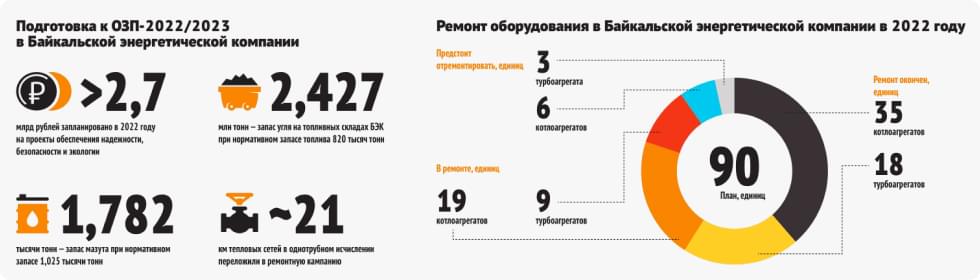 Подготовка к ОЗП-2022/2023
в Байкальской энергетической компании
₽
>2,7
млрд рублей запланировано в 2022 году
на проекты обеспечения надежности,
безопасности и экологии
2,427
млн тонн — запас угля на топливных складах БЭК
при нормативном запасе топлива 820 тысяч тонн
1,782
тысячи тонн — запас мазута при нормативном
запасе 1,025 тысячи тонн
~21
км тепловых сетей в однотрубном исчислении
переложили в ремонтную кампанию
Ремонт оборудования в Байкальской энергетической компании в 2022 году
Предстоит
отремонтировать, единиц
3
турбоагрегата
6
котлоагрегатов
В ремонте, единиц
19
котлоагрегатов
9
турбоагрегатов
90
План, единиц
Ремонт окончен,
единиц
35
котлоагрегатов
18
турбоагрегатов